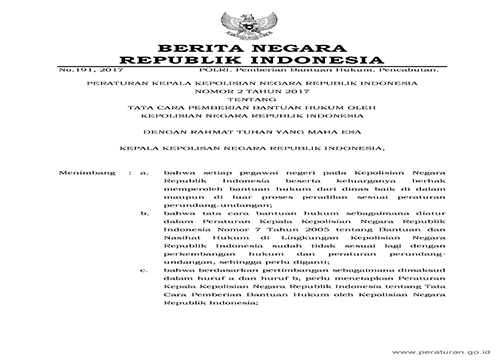 BERITA NEGARA
REPUBLIK INDONESIA
No.191, 2017 POLRI. Pemberian Bantuan Hukum. Pencabutan.
PERATURAN KEPALA KEPOLISIAN NEGARA REPUBLIK INDONESIA
NOMOR 2 TAHUN 2017
TENTANG
TATA CARA PEMBERIAN BANTUAN HUKUM OLEH
KEPOLISIAN NEGARA REPUBLIK INDONESIA
DENGAN RAHMAT TUHAN YANG MAHA ESA
KEPALA KEPOLISIAN NEGARA REPUBLIK INDONESIA,
Menimbang : a. bahwa setiap pegawai negeri pada Kepolisian Negara
Republik Indonesia beserta keluarganya berhak
memperoleh bantuan hukum dari dinas baik di dalam
maupun di luar proses peradilan sesuai peraturan
perundang-undangan;
b. bahwa tata cara bantuan hukum sebagaimana diatur
dalam Peraturan Kepala Kepolisian Negara Republik
Indonesia Nomor 7 Tahun 2005 tentang Bantuan dan
Nasihat Hukum di Lingkungan Kepolisian Negara
Republik Indonesia sudah tidak sesuai lagi dengan
perkembangan hukum dan peraturan perundang-
undangan, sehingga perlu diganti;
c. bahwa berdasarkan pertimbangan sebagaimana dimaksud
dalam huruf a dan huruf b, perlu menetapkan Peraturan
Kepala Kepolisian Negara Republik Indonesia tentang Tata
Cara Pemberian Bantuan Hukum oleh Kepolisian Negara
Republik Indonesia;
www.peraturan.go.id